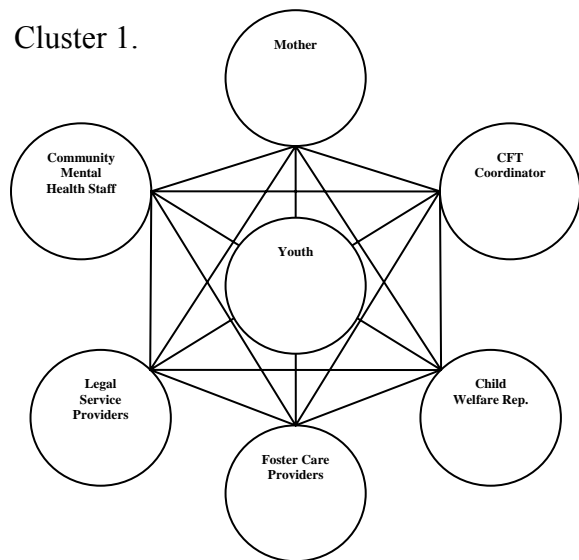 Cluster 1.
Mother
Community
Mental
Health Staff
CFT
Coordinator
Youth
Legal
Service
Providers
Child
Welfare Rep.
Foster Care
Providers